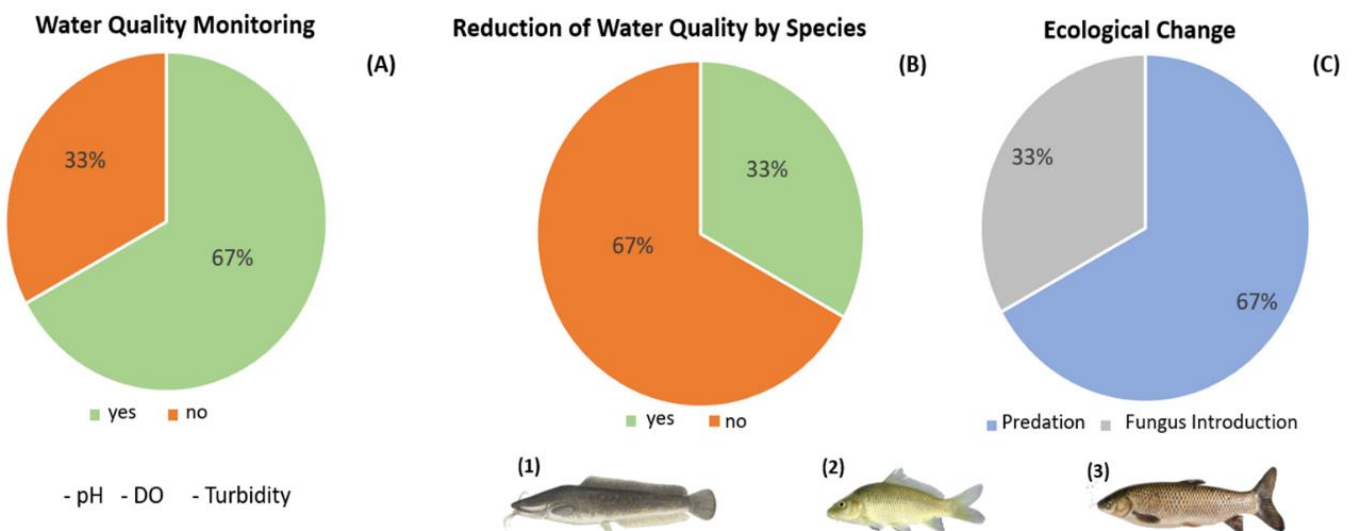 Water Quality Monitoring
(A)
33%
67%
yes no
- pH - DO - Turbidity
Reduction of Water Quality by Species
(B)
33%
67%
yes no
Ecological Change
(C)
33%
67%
Predation Fungus Introduction
(1)
(2)
(3)